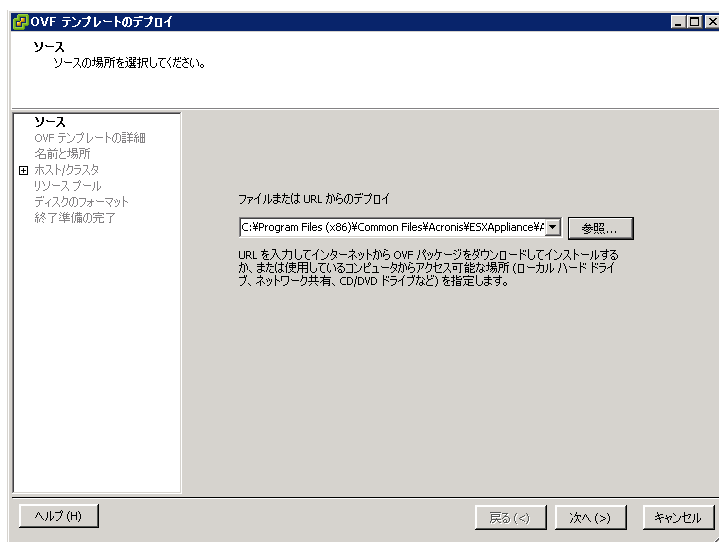 OVF テンプレートのデプロイ
ソース
ソースの場所を選択してください。
ソース
OVF テンプレートの詳細
名前と場所
ホスト/クラスタ
リソース プール
ディスクのフォーマット
終了準備の完了
ファイルまたは URL からのデプロイ
C:¥Program Files (x86)¥Common Files¥Acronis¥ESXAppliance¥A
参照...
URL を入力してインターネットから OVF パッケージをダウンロードしてインストールする
か、または使用しているコンピュータからアクセス可能な場所 (ローカル ハード ドライ
ブ、ネットワーク共有、CD/DVD ドライブなど) を指定します。
ヘルプ (H)
戻る (<)
次へ (>)
キャンセル